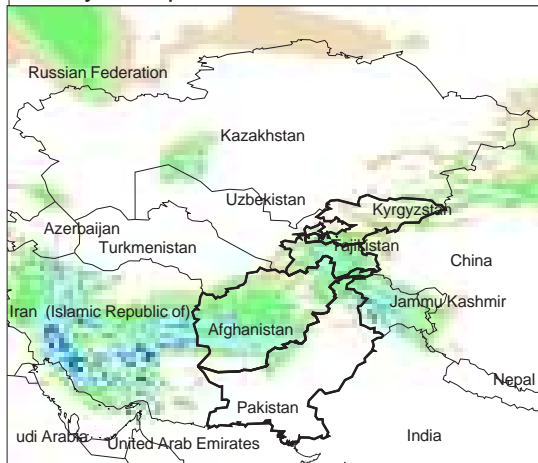 Russian Federation
Kazakhstan
Uzbekistan
Kyrgyzstan
Azerbaijan
Turkmenistan
Tajikistan
China
Iran (Islamic Republic of)
Jammu Kashmir
Afghanistan
Nepal
Pakistan
udi Arabia
United Arab Emirates
India